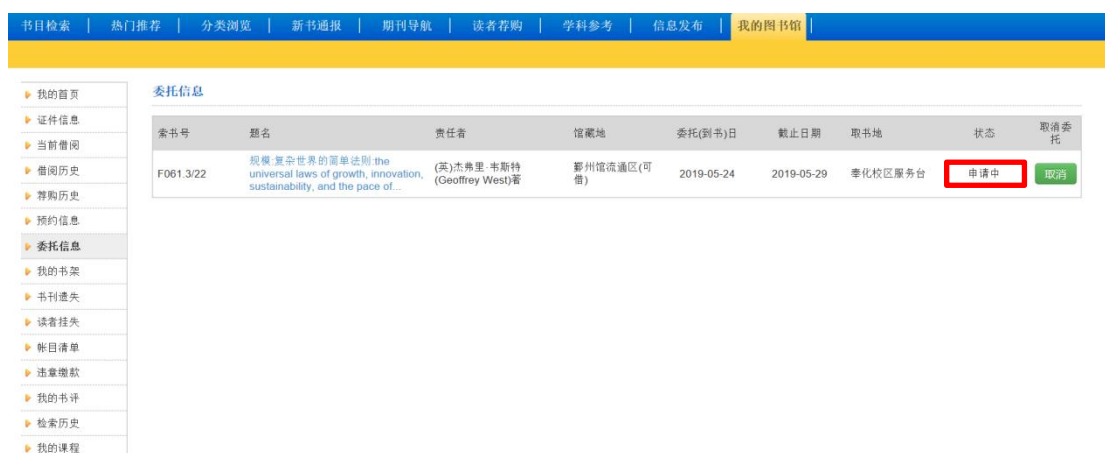 书目检索 | 热门推荐 | 分类浏览 | 新书通报 | 期刊导航 | 读者荐购 | 学科参考 | 信息发布 | 我的图书馆 |
我的首页
证件信息
当前借阅
借阅历史
荐购历史
预约信息
委托信息
我的书架
书刊遗失
读者挂失
帐目清单
违章缴款
我的书评
检索历史
我的课程
委托信息
索书号 题名 责任者 馆藏地 委托(到书)日 截止日期 取书地 状态 取消委托
F061.3/22
规模:复杂世界的简单法则:the
universal laws of growth, innovation,
sustainability, and the pace of...
(英)杰弗里·韦斯特
(Geoffrey West)著
鄞州馆流通区(可
借)
2019-05-24
2019-05-29
奉化校区服务台
申请中
取消